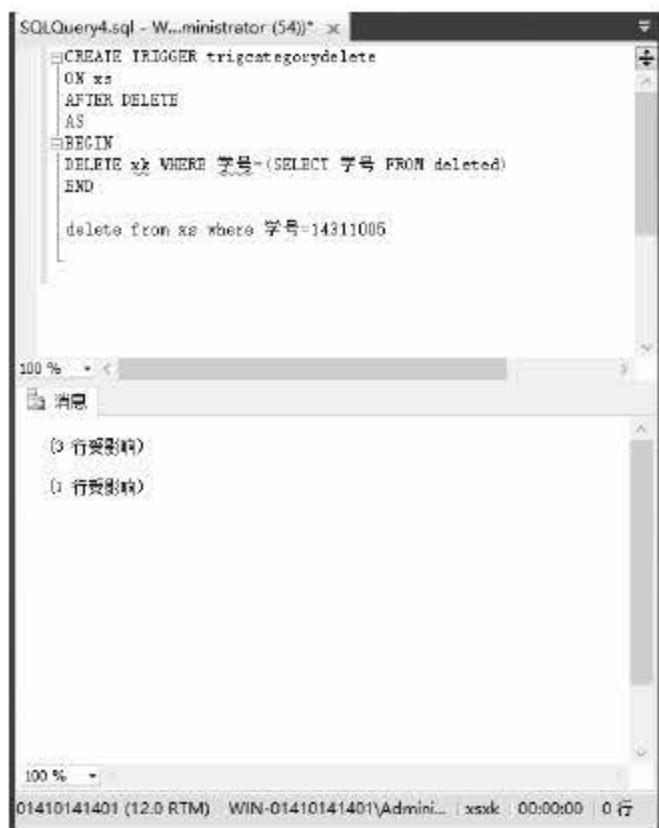 SQLQuery4.sql - W...ministrator (54))* ×
CREATE TRIGGER trigcategorydelete
ON xs
AFTER DELETE
AS
BEGIN
DELETE xk WHERE 学号=(SELECT 学号 FROM deleted)
END
delete from xs where 学号=14311005
100 %
消息
(3 行受影响)
(1 行受影响)
100 %
01410141401 (12.0 RTM) WIN-01410141401\Admini... xsxk 00:00:00 0 行